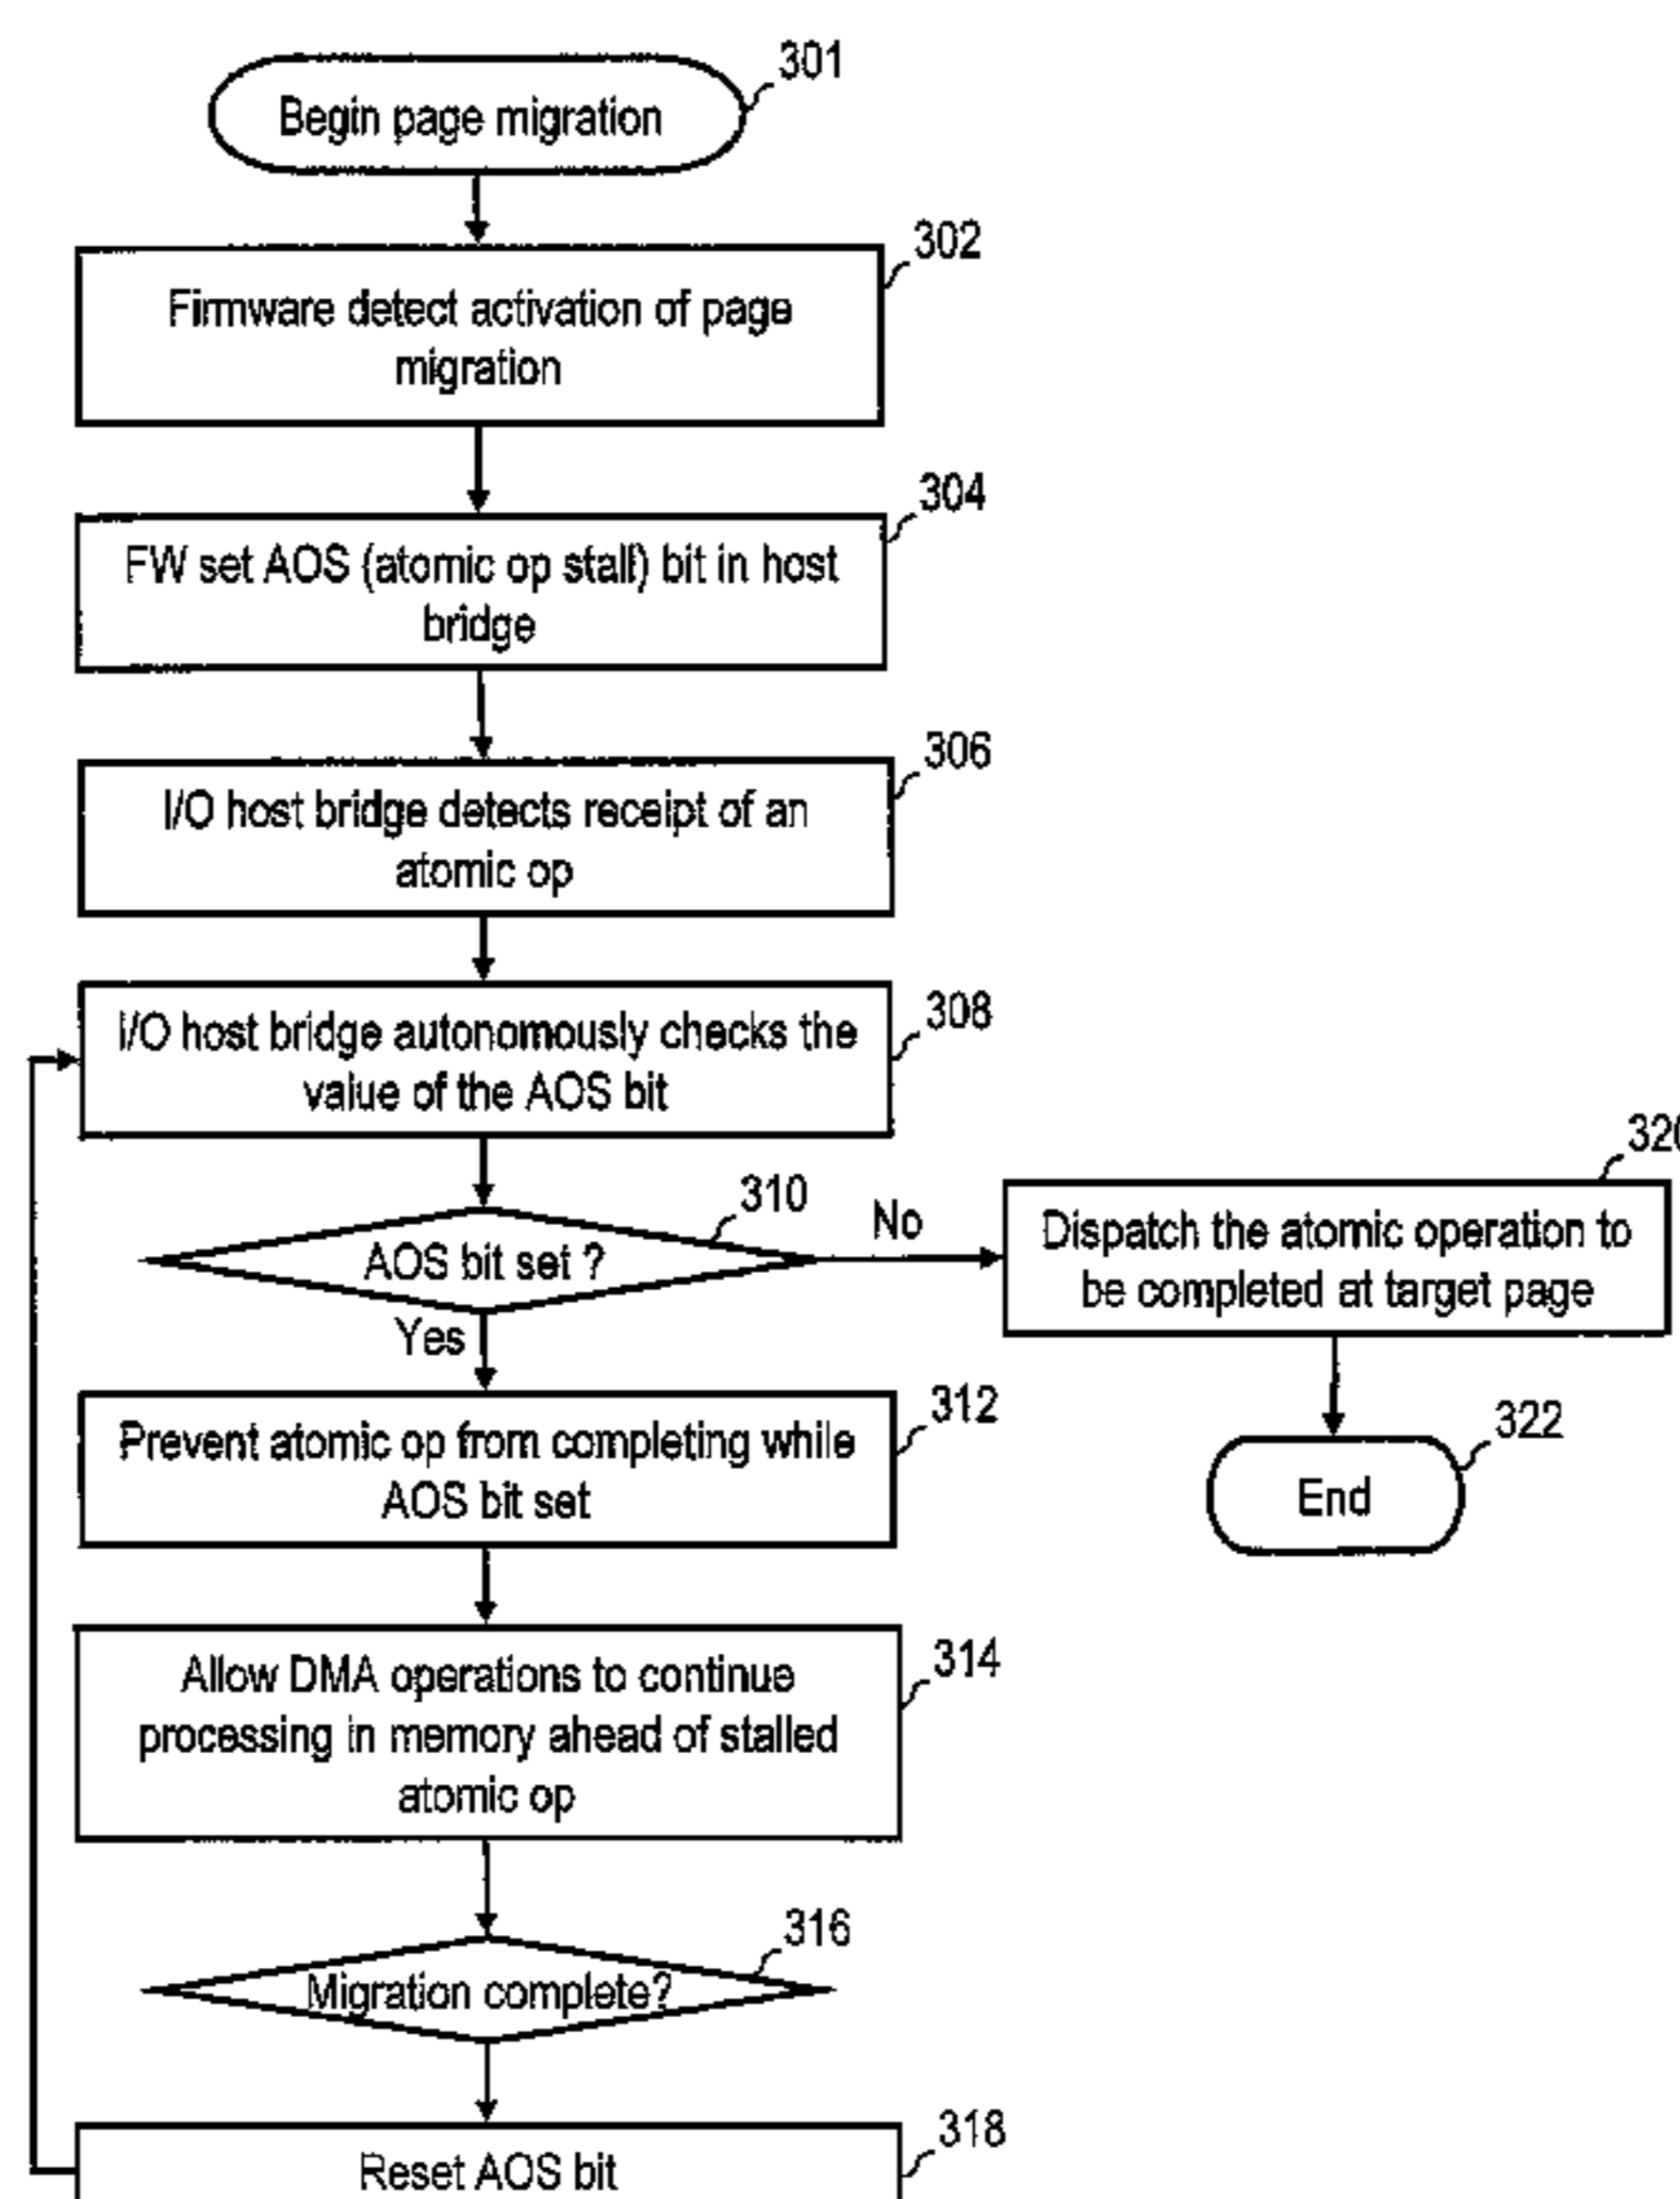 301
Begin page migration
302
Firmware detect activation of page
migration
304
FW set AOS (atomic op stall) bit in host
bridge
306
I/O host bridge detects receipt of an
atomic op
308
I/O host bridge autonomously checks the
value of the AOS bit
310
AOS bit set ?
No
Yes
320
Dispatch the atomic operation to
be completed at target page
322
End
312
Prevent atomic op from completing while
AOS bit set
314
Allow DMA operations to continue
processing in memory ahead of stalled
atomic op
316
Migration complete?
318
Reset AOS bit